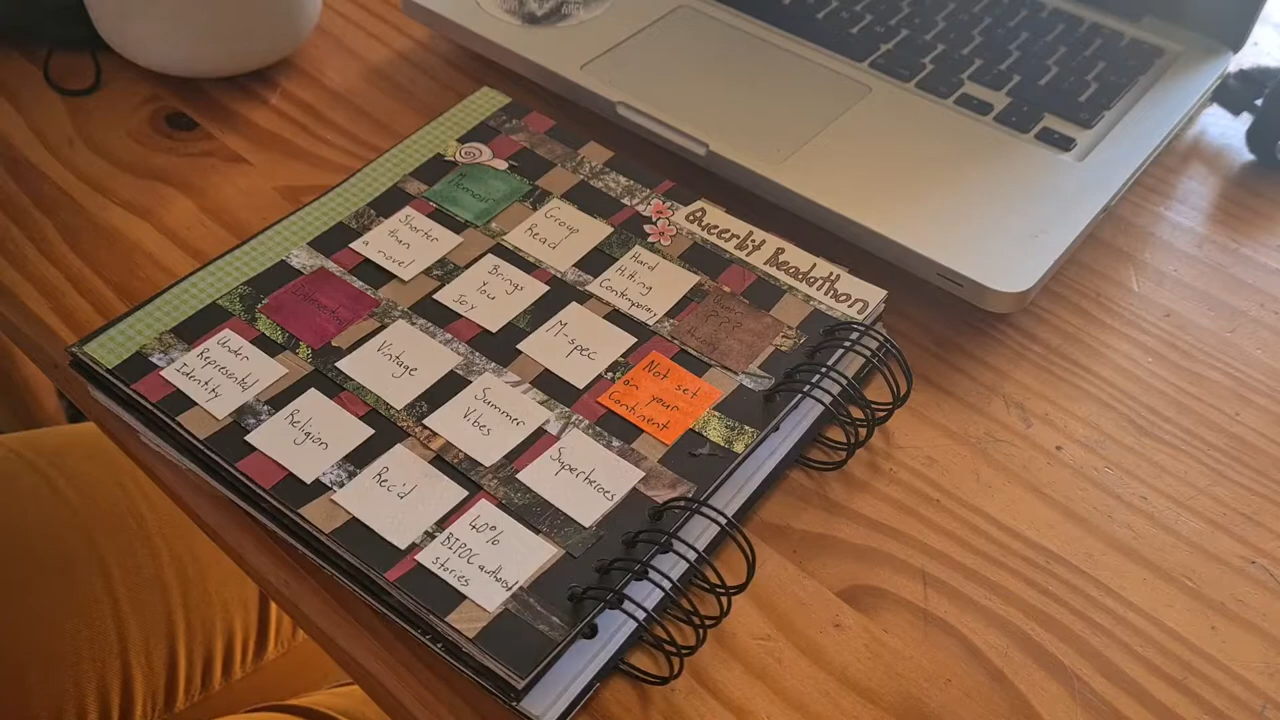 Queerlit Readathon
Memoir
Group
Read
Hard
Hitting
Contemporary
???
Shorter
than
a novel
Brings
You
Joy
M-spec
Not set
on your
Continent
Vintage
Summer
Vibes
Superheroes
Under
Represented
Identity
Religion
Rec'd
40%
BIPOC authored
stories